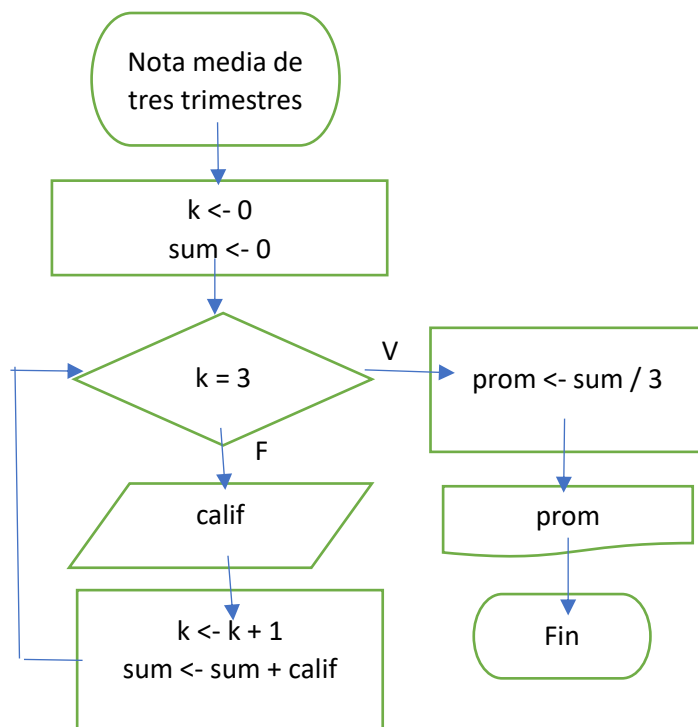 Nota media de
tres trimestres
k <- 0
sum <- 0
k = 3
V
prom <- sum / 3
F
calif
prom
k <- k + 1
sum <- sum + calif
Fin